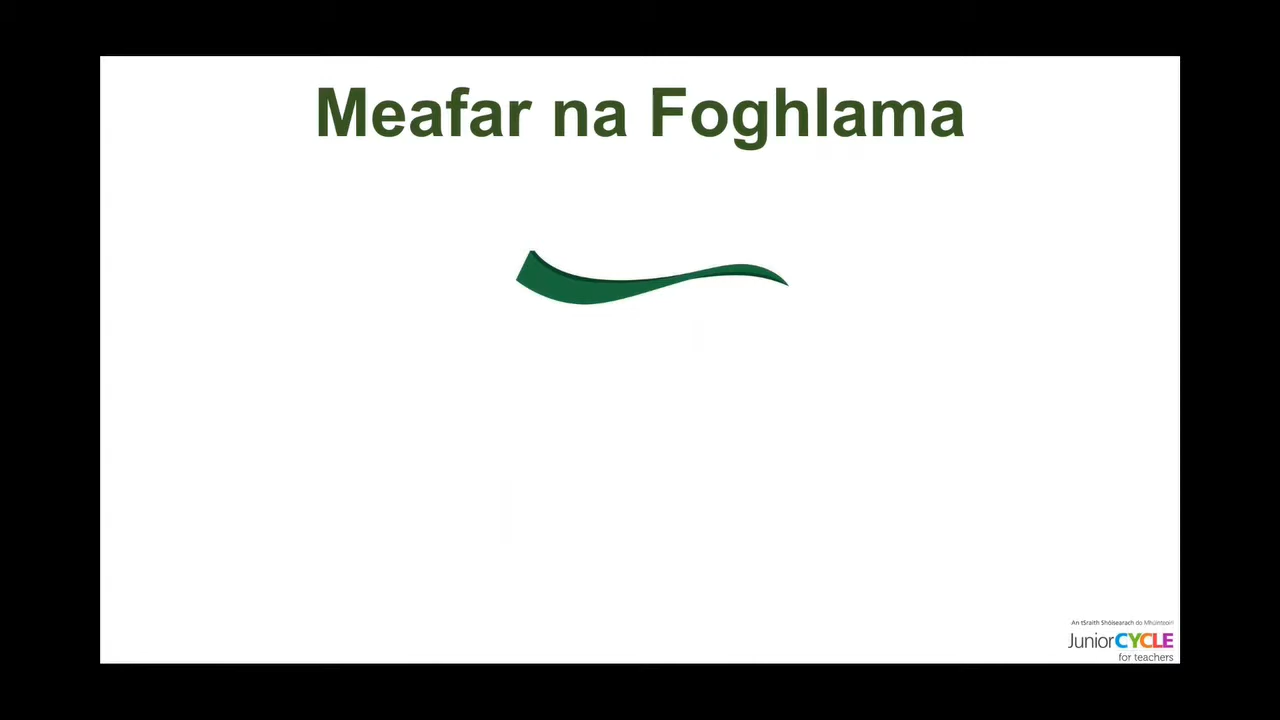 Meafar na Foghlama
An tSraith Shóisearach do Mhúinteoirí
JuniorCYCLE
for teachers